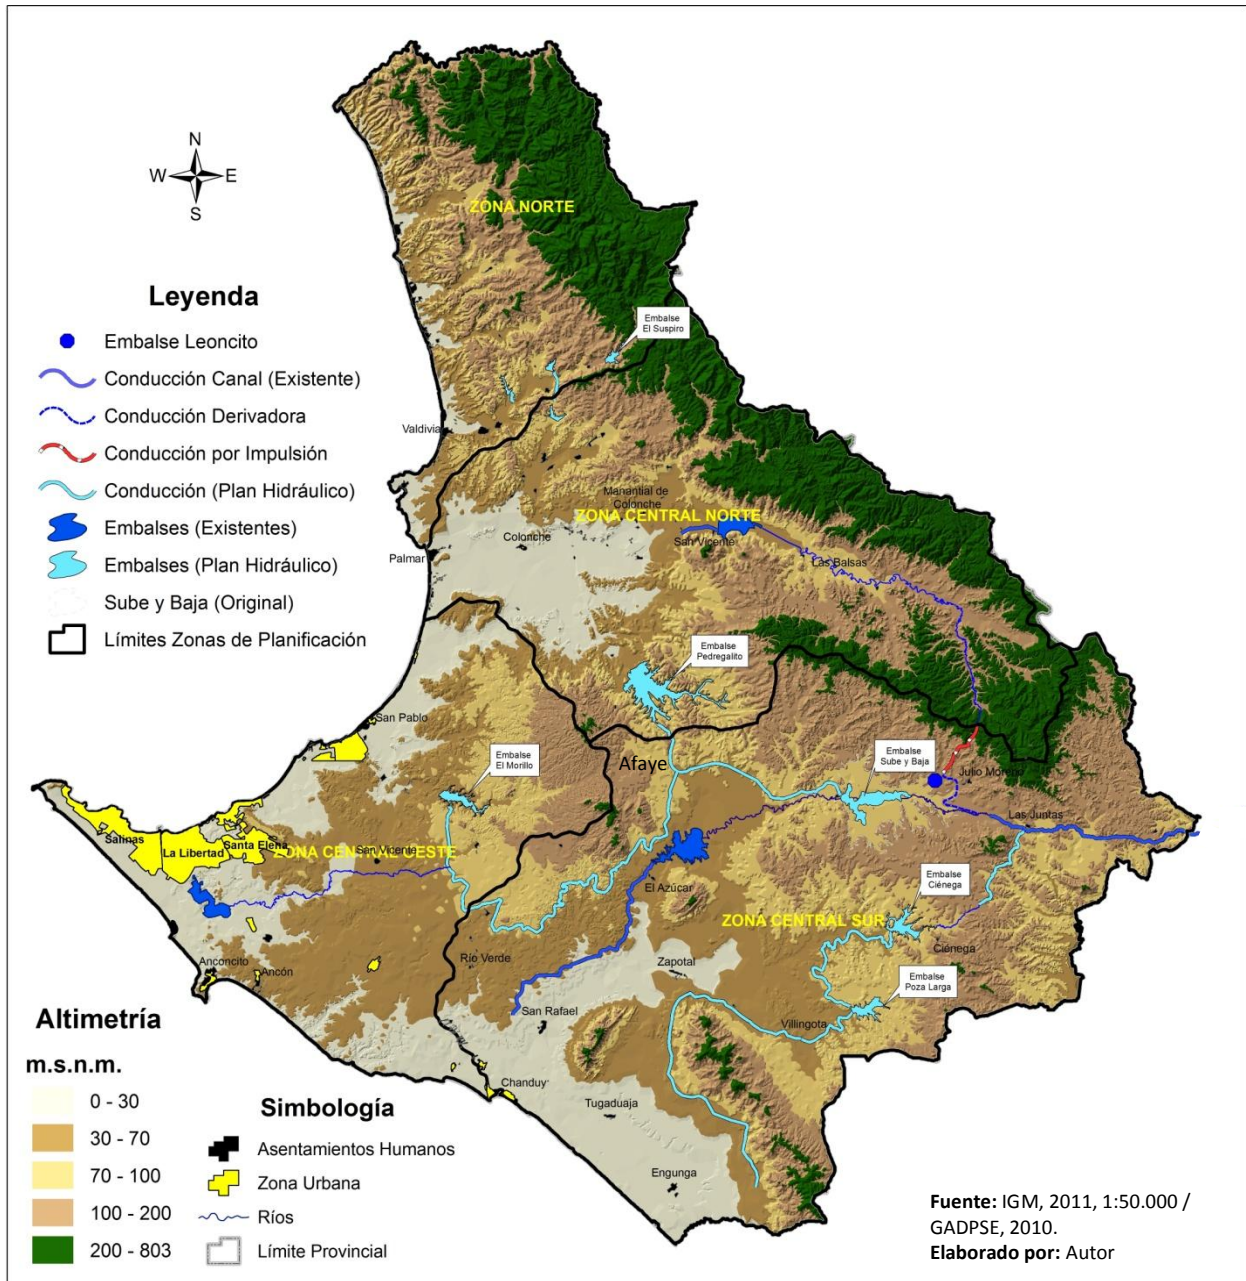 N
W E
S
Leyenda
Embalse Leoncito
Conducción Canal (Existente)
Conducción Derivadora
Conducción por Impulsión
Conducción (Plan Hidráulico)
Embalses (Existentes)
Embalses (Plan Hidráulico)
Sube y Baja (Original)
Límites Zonas de Planificación
ZONA NORTE
Embalse
El Suspiro
Valdivia
Manantial de
Colonche
ZONA CENTRAL NORTE
Colonche
San Vicente
Palmar
Las Balsas
Embalse
Pedregalito
San Pablo
Embalse
El Morillo
Afaye
Embalse
Sube y Baja
Julio Moreno
Las Juntas
Salinas
La Libertad
Santa Elena
ZONA CENTRAL OESTE
San Vicente
El Azúcar
Embalse
Ciénega
ZONA CENTRAL SUR
Ciénega
Anconcito
Ancón
Río Verde
Zapotal
Embalse
Poza Larga
San Rafael
Villingota
Chanduy
Tugaduaja
Engunga
Altimetría
m.s.n.m.
0 - 30
30 - 70
70 - 100
100 - 200
200 - 803
Simbología
Asentamientos Humanos
Zona Urbana
Ríos
Límite Provincial
Fuente: IGM, 2011, 1:50.000 /
GADPSE, 2010.
Elaborado por: Autor